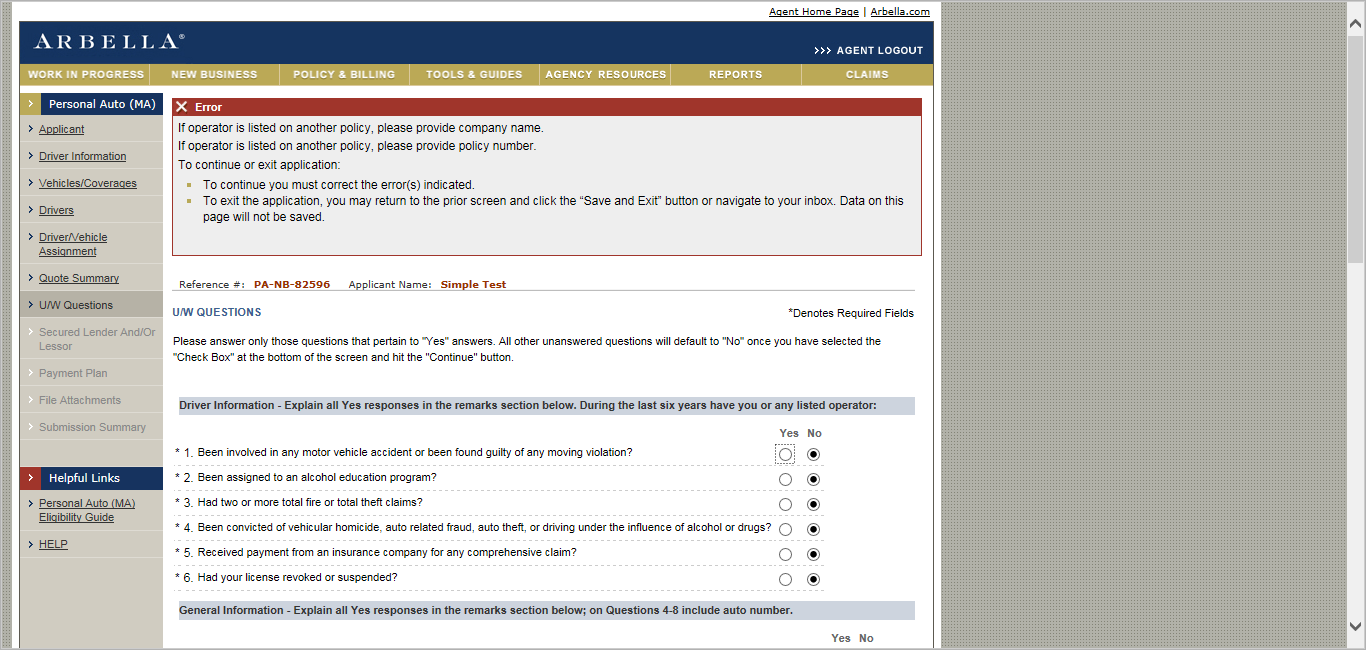 Agent Home Page | Arbella.com
ARBELLA®
>>> AGENT LOGOUT
WORK IN PROGRESS NEW BUSINESS POLICY & BILLING TOOLS & GUIDES AGENCY RESOURCES REPORTS CLAIMS
Personal Auto (MA)
Applicant
Driver Information
Vehicles/Coverages
Drivers
Driver/Vehicle
Assignment
Quote Summary
U/W Questions
Secured Lender And/Or
Lessor
Payment Plan
File Attachments
Submission Summary
Helpful Links
Personal Auto (MA)
Eligibility Guide
HELP
Error
If operator is listed on another policy, please provide company name.
If operator is listed on another policy, please provide policy number.
To continue or exit application:
To continue you must correct the error(s) indicated.
To exit the application, you may return to the prior screen and click the “Save and Exit” button or navigate to your inbox. Data on this
page will not be saved.
Reference #: PA-NB-82596 Applicant Name: Simple Test
U/W QUESTIONS
*Denotes Required Fields
Please answer only those questions that pertain to "Yes" answers. All other unanswered questions will default to "No" once you have selected the
"Check Box" at the bottom of the screen and hit the "Continue" button.
Driver Information - Explain all Yes responses in the remarks section below. During the last six years have you or any listed operator:
Yes No
* 1. Been involved in any motor vehicle accident or been found guilty of any moving violation?
* 2. Been assigned to an alcohol education program?
* 3. Had two or more total fire or total theft claims?
* 4. Been convicted of vehicular homicide, auto related fraud, auto theft, or driving under the influence of alcohol or drugs?
* 5. Received payment from an insurance company for any comprehensive claim?
* 6. Had your license revoked or suspended?
General Information - Explain all Yes responses in the remarks section below; on Questions 4-8 include auto number.
Yes No